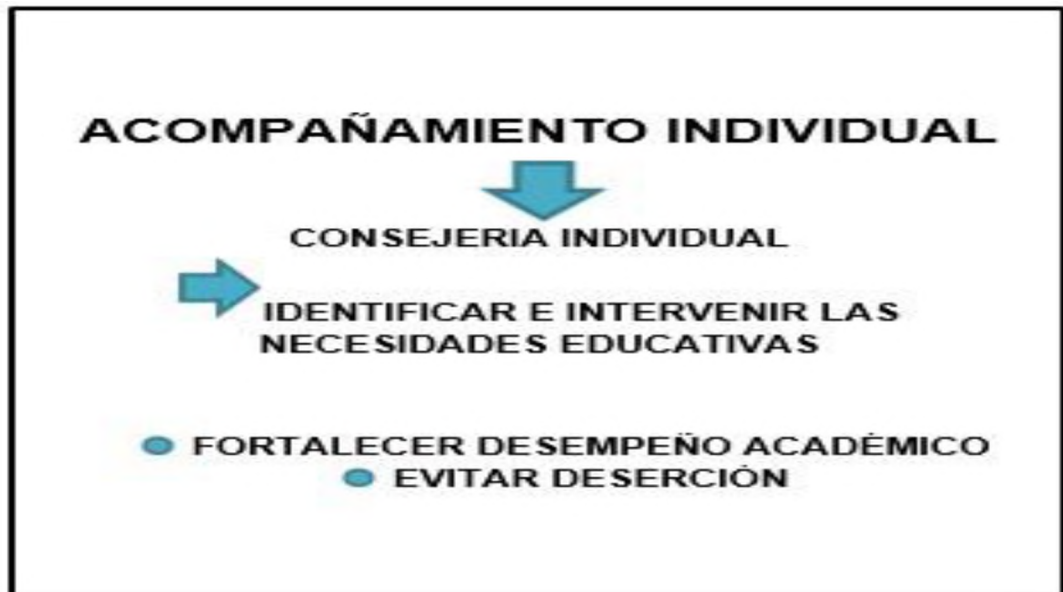 ACOMPAÑAMIENTO INDIVIDUAL
CONSEJERIA INDIVIDUAL
IDENTIFICAR E INTERVENIR LAS
NECESIDADES EDUCATIVAS
FORTALECER DESEMPEÑO ACADÉMICO
EVITAR DESERCIÓN